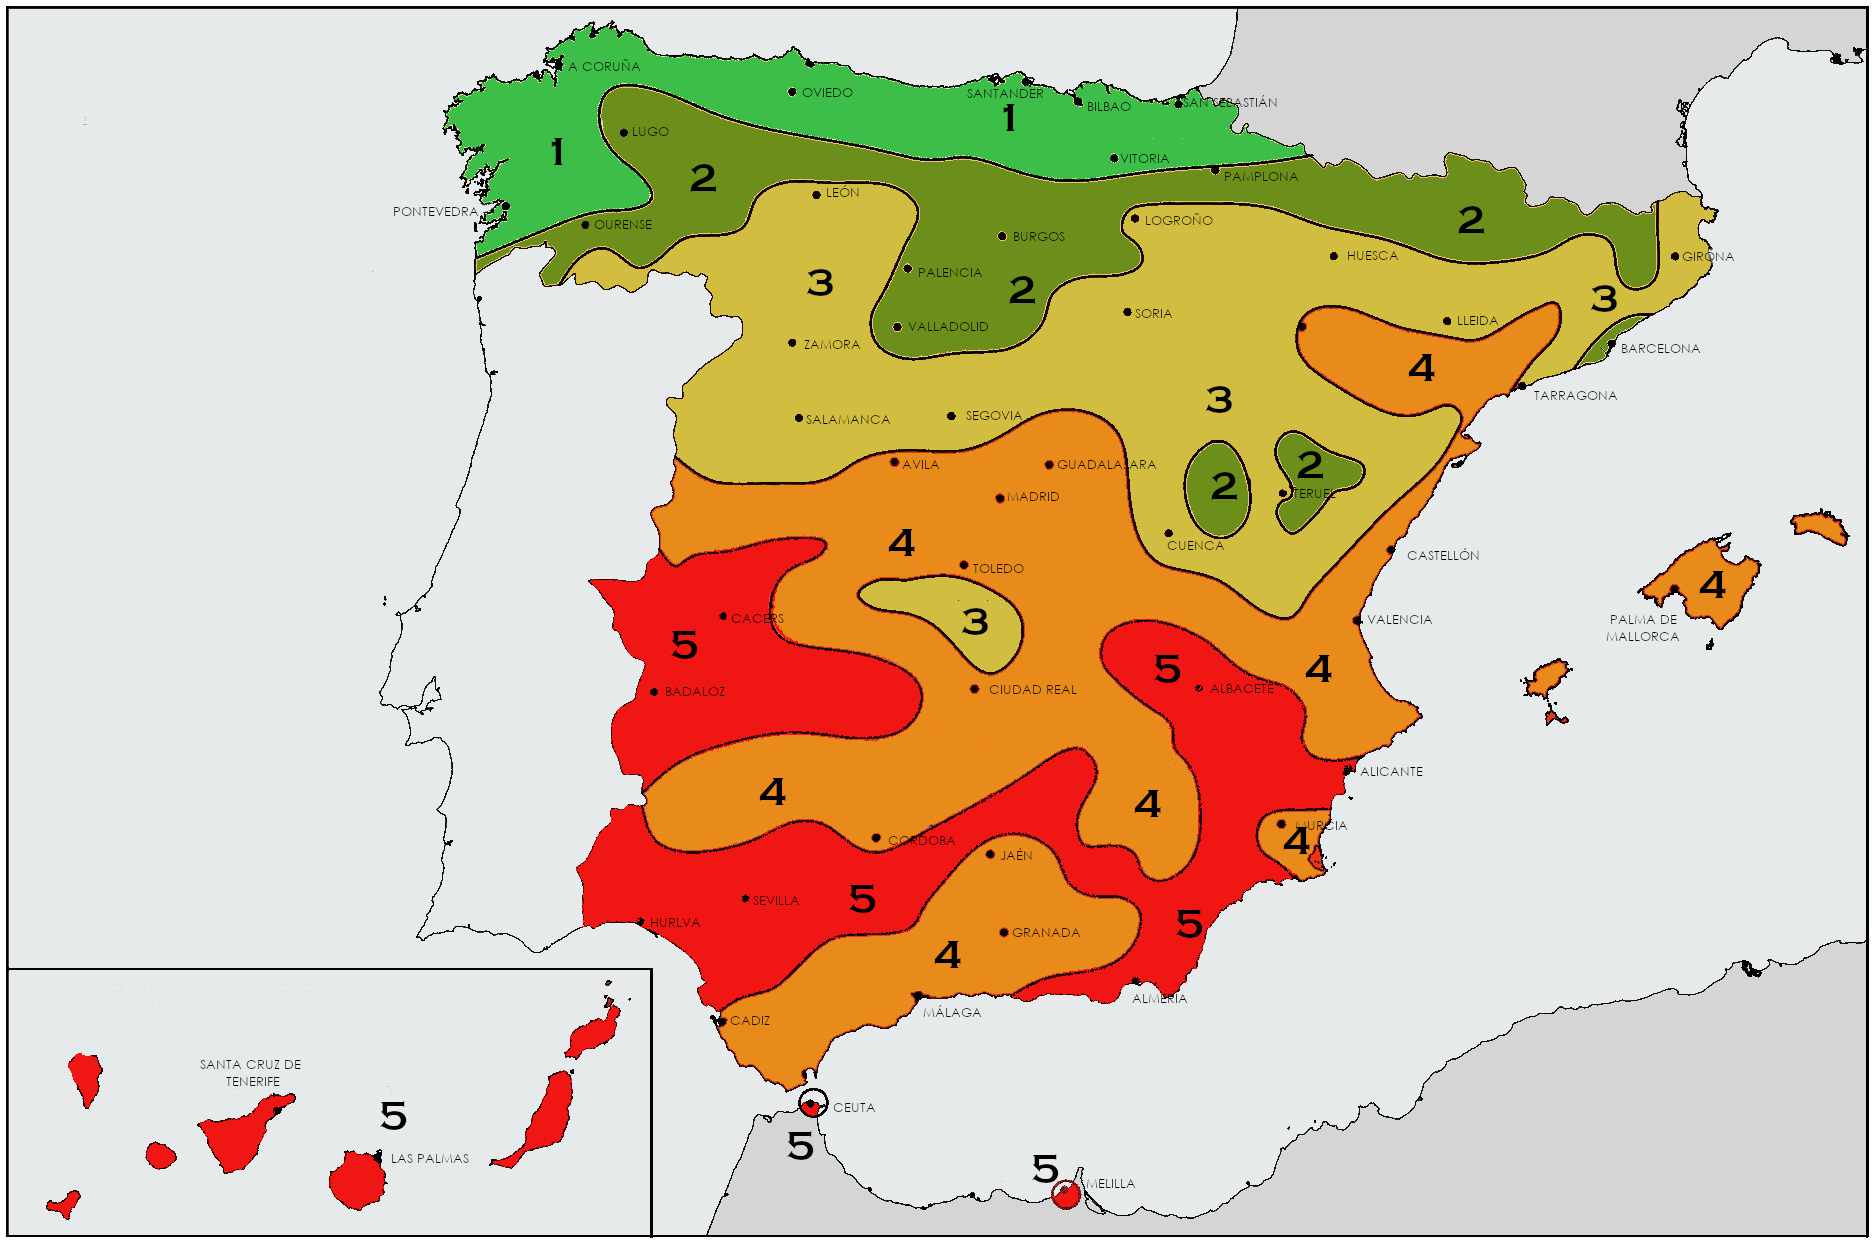 A CORUÑA
OVIEDO
SANTANDER
BILBAO
SAN SEBASTIÁN
1
1
LUGO
VITORIA
2
PAMPLONA
LEÓN
PONTEVEDRA
OURENSE
LOGROÑO
2
BURGOS
HUESCA
GIRONA
PALENCIA
3
2
3
SORIA
LLEIDA
VALLADOLID
ZAMORA
BARCELONA
4
3
TARRAGONA
SALAMANCA
SEGOVIA
AVILA
GUADALAJARA
2
2
TERUEL
MADRID
4
CUENCA
CASTELLÓN
TOLEDO
4
CACERS
3
VALENCIA
PALMA DE
MALLORCA
5
5
4
BADALOZ
CIUDAD REAL
ALBACETE
ALICANTE
4
4
MURCIA
4
CORDOBA
JAÉN
5
SEVILLA
HURLVA
5
GRANADA
4
ALMERIA
MÁLAGA
CADIZ
SANTA CRUZ DE
TENERIFE
5
CEUTA
5
LAS PALMAS
5
MELILLA